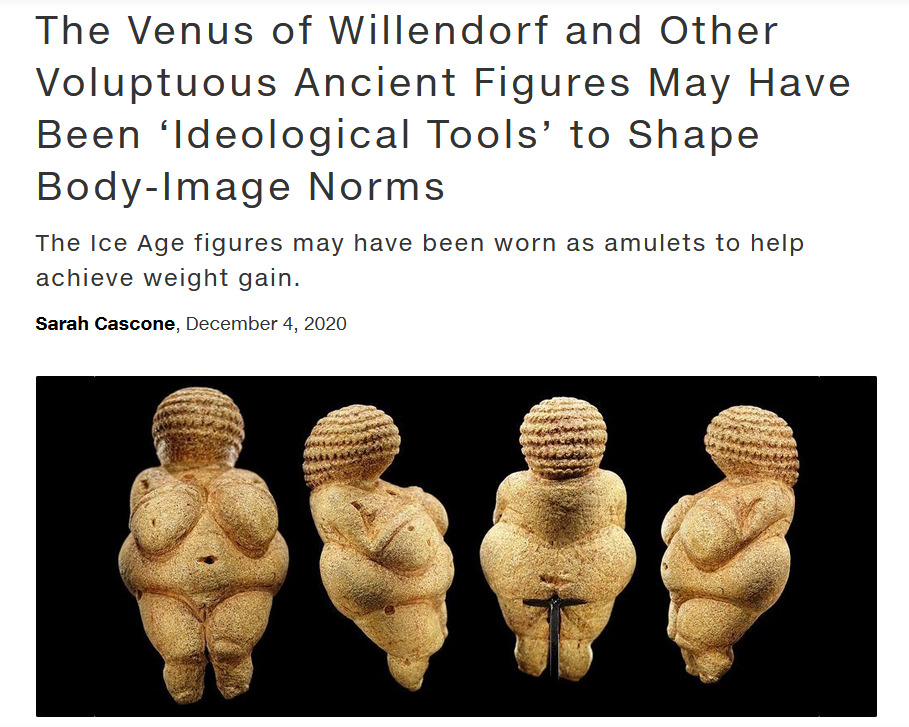 The Venus of Willendorf and Other
Voluptuous Ancient Figures May Have
Been ‘Ideological Tools’ to Shape
Body-Image Norms
The Ice Age figures may have been worn as amulets to help
achieve weight gain.
Sarah Cascone, December 4, 2020